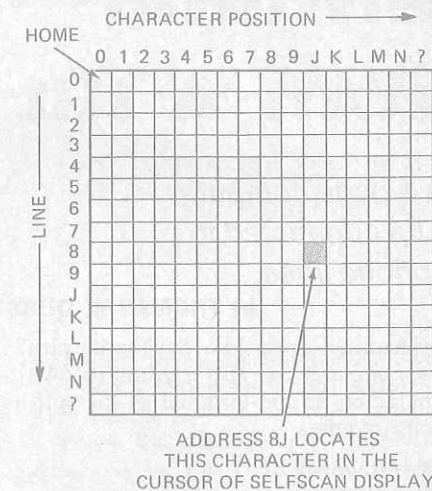 CHARACTER POSITION
HOME
0 1 2 3 4 5 6 7 8 9 J K L M N ?
0
1
2
3
4
5
6
7
8
9
J
K
L
M
N
?
LINE
ADDRESS 8J LOCATES
THIS CHARACTER IN THE
CURSOR OF SELFSCAN DISPLAY